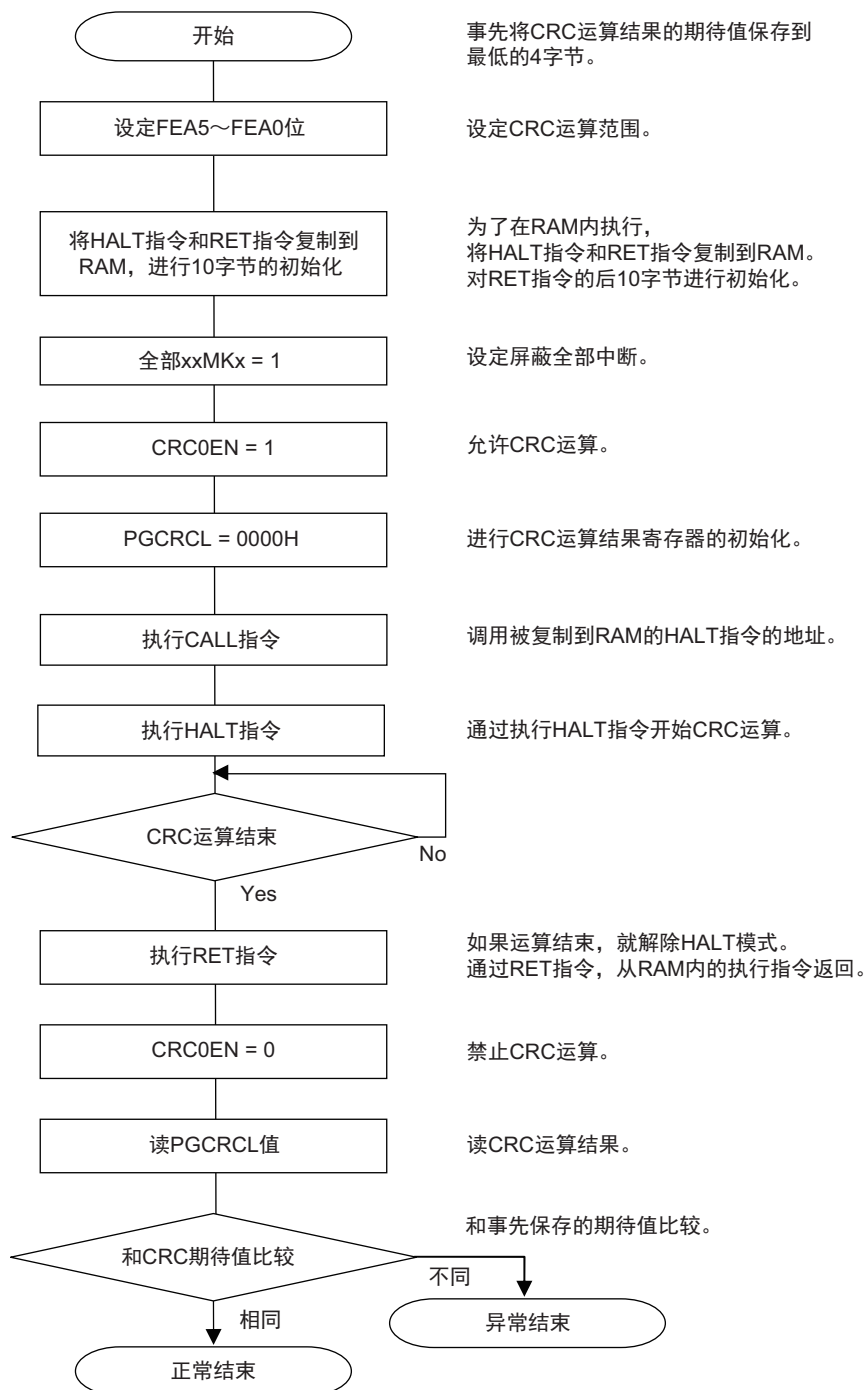 开始
事先将CRC运算结果的期待值保存到
最低的4字节。
设定FEA5～FEA0位
设定CRC运算范围。
将HALT指令和RET指令复制到
RAM，进行10字节的初始化
为了在RAM内执行，
将HALT指令和RET指令复制到RAM。
对RET指令的后10字节进行初始化。
全部xxMKx = 1
设定屏蔽全部中断。
CRC0EN = 1
允许CRC运算。
PGCRCL = 0000H
进行CRC运算结果寄存器的初始化。
执行CALL指令
调用被复制到RAM的HALT指令的地址。
执行HALT指令
通过执行HALT指令开始CRC运算。
CRC运算结束
No
Yes
执行RET指令
如果运算结束，就解除HALT模式。
通过RET指令，从RAM内的执行指令返回。
CRC0EN = 0
禁止CRC运算。
读PGCRCL值
读CRC运算结果。
和事先保存的期待值比较。
和CRC期待值比较
不同
相同
异常结束
正常结束